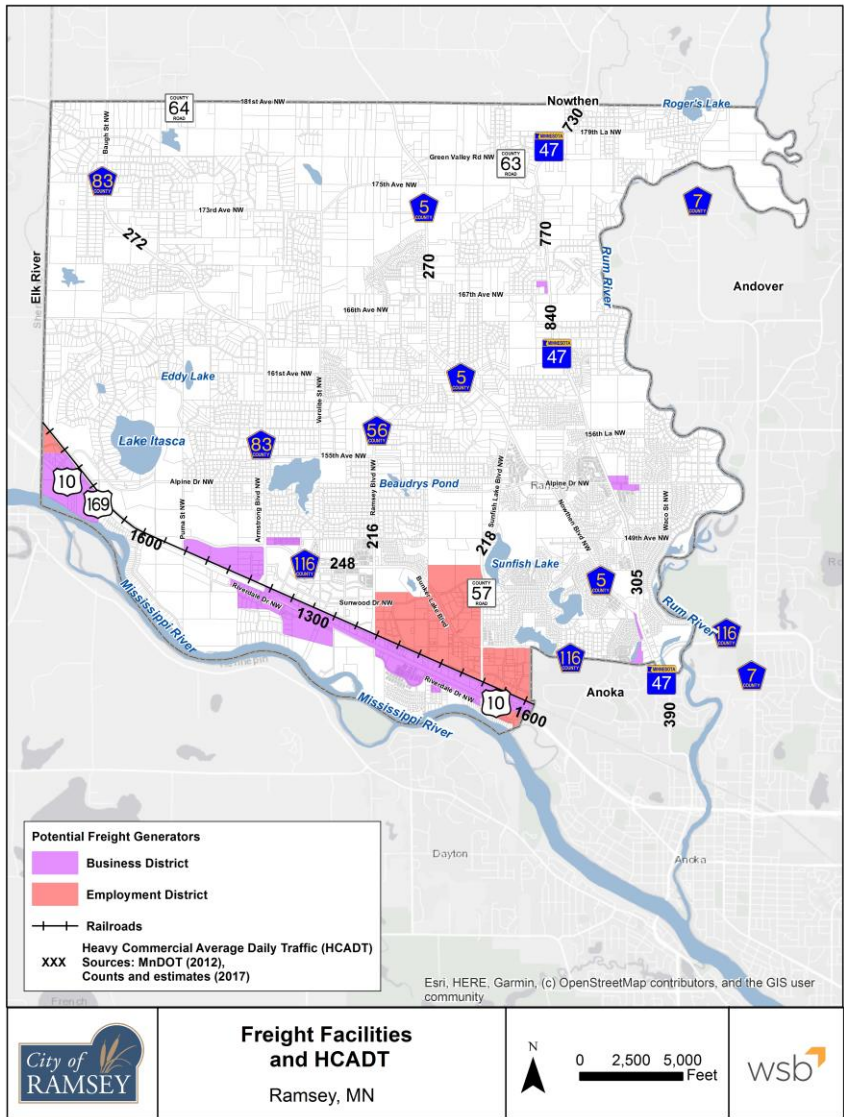 COUNTY
64
ROAD
181st Ave NW
Nowthen
Roger's Lake
Baugh St NW
730
179th La NW
MINNESOTA
47
Green Valley Rd NW
COUNTY
63
ROAD
83
COUNTY
175th Ave NW
5
COUNTY
7
COUNTY
173rd Ave NW
272
770
270
Rum River
Elk River
Andover
167th Ave NW
166th Ave NW
840
MINNESOTA
47
161st Ave NW
Eddy Lake
5
COUNTY
Variolite St NW
Lake Itasca
83
COUNTY
56
COUNTY
156th La NW
155th Ave NW
10
169
Alpine Dr NW
Puma St NW
Armstrong Blvd NW
Ramsey Blvd NW
Beaudrys Pond
Sunfish Lake Blvd NW
Alpine Dr NW
Ramsey
Nowthen Blvd NW
Waco St NW
149th Ave NW
1600
216
218
248
116
COUNTY
Sunfish Lake
5
COUNTY
305
Mississippi River
Riverdale Dr NW
1300
Sunwood Dr NW
Bunker Lake Blvd
COUNTY
57
ROAD
Rum River
116
COUNTY
116
COUNTY
7
COUNTY
Hennepin
Riverdale Dr NW
10
1600
Anoka
MINNESOTA
47
390
Mississippi River
Dayton
Anoka
French
Potential Freight Generators
Business District
Employment District
Railroads
XXX
Heavy Commercial Average Daily Traffic (HCADT)
Sources: MnDOT (2012),
Counts and estimates (2017)
Esri, HERE, Garmin, (c) OpenStreetMap contributors, and the GIS user
community
City of
RAMSEY
Freight Facilities
and HCADT
Ramsey, MN
N
0 2,500 5,000
Feet
wsb